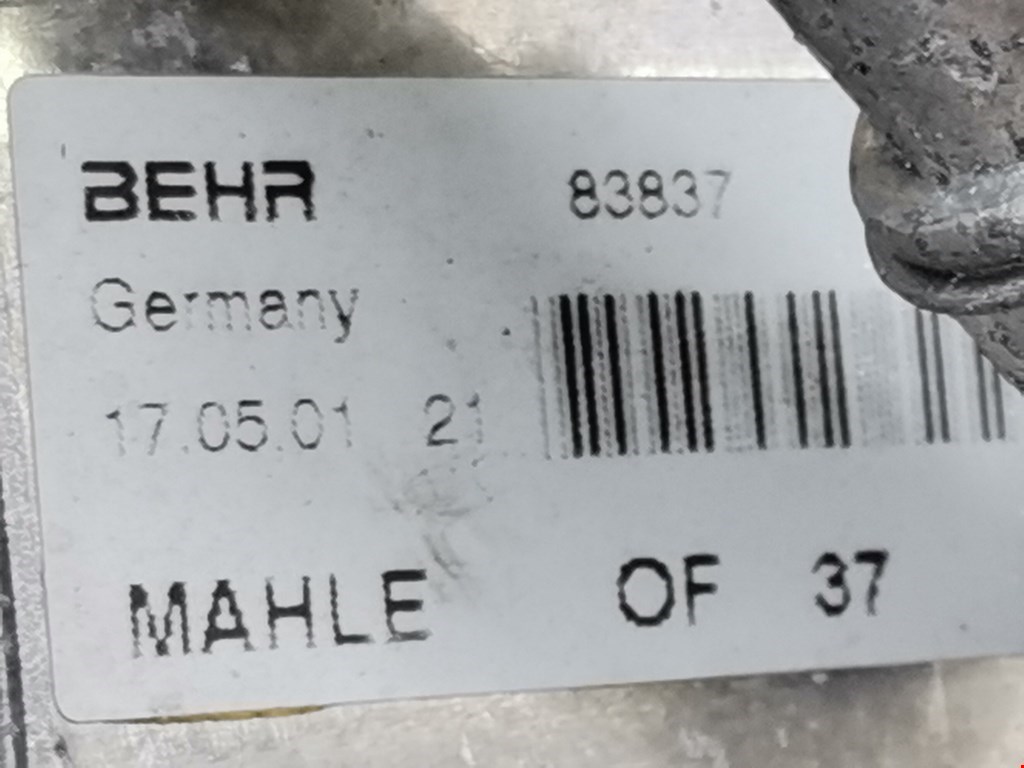 BEHR 83837
Germany
17.05.01 21
MAHLE OF 37